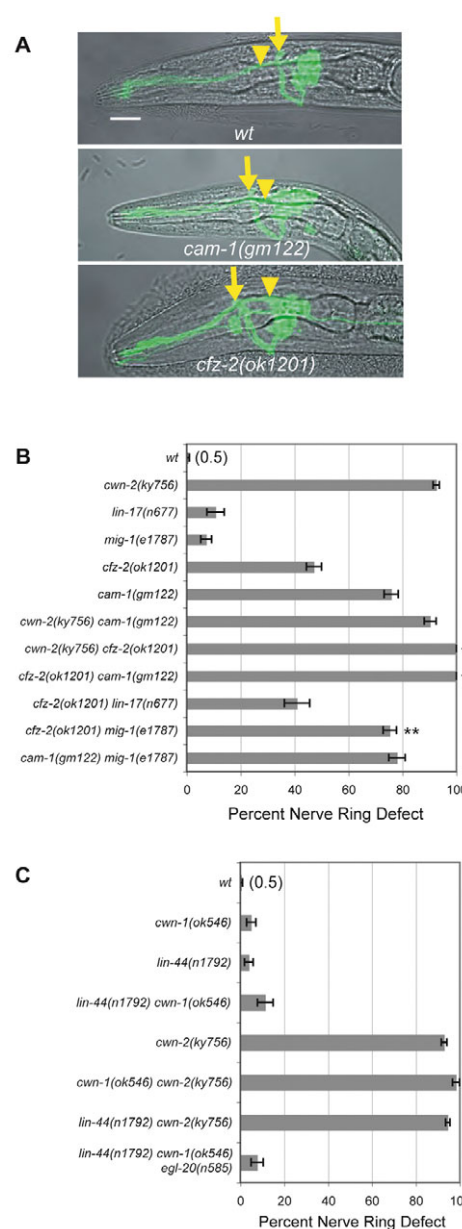 A
wt
cam-1(gm122)
cfz-2(ok1201)
B
wt
(0.5)
cwn-2(ky756)
lin-17(n677)
mig-1(e1787)
cfz-2(ok1201)
cam-1(gm122)
cwn-2(ky756) cam-1(gm122)
cwn-2(ky756) cfz-2(ok1201)
cfz-2(ok1201) cam-1(gm122)
cfz-2(ok1201) lin-17(n677)
cfz-2(ok1201) mig-1(e1787)
**
cam-1(gm122) mig-1(e1787)
0 20 40 60 80 100
Percent Nerve Ring Defect
C
wt
(0.5)
cwn-1(ok546)
lin-44(n1792)
lin-44(n1792) cwn-1(ok546)
cwn-2(ky756)
cwn-1(ok546) cwn-2(ky756)
lin-44(n1792) cwn-2(ky756)
lin-44(n1792) cwn-1(ok546)
egl-20(n585)
0 20 40 60 80
Percent Nerve Ring Defect